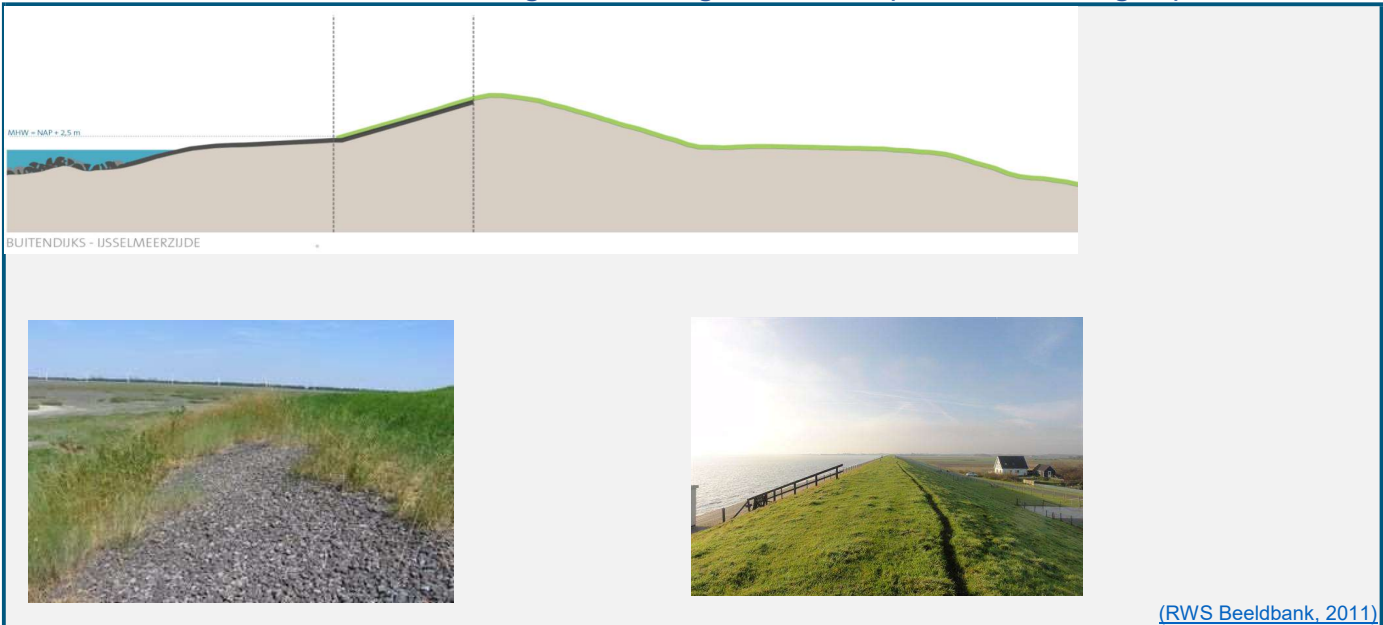 MHW = NAP + 2,5 m
BUITENDIJKS - IJSSELMEERZIJDE
(RWS Beeldbank, 2011)